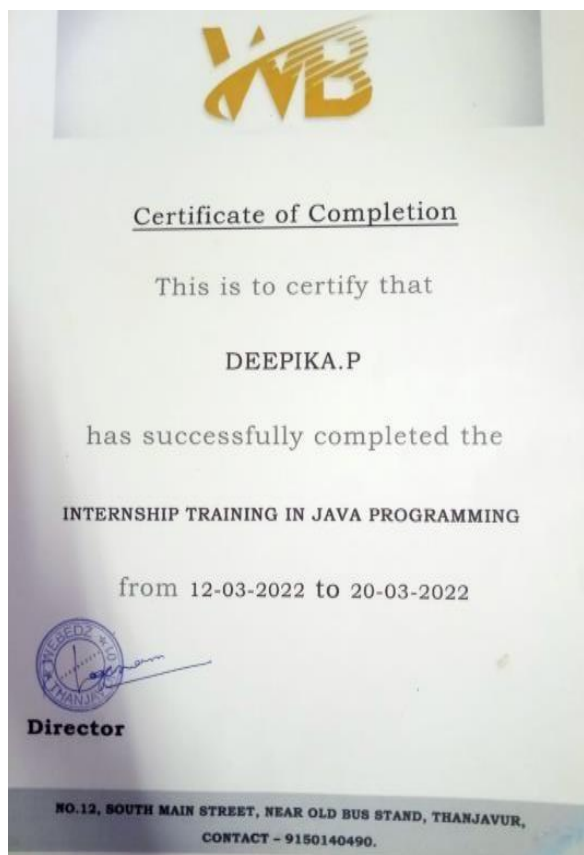 WB
Certificate of Completion
This is to certify that
DEEPIKA.P
has successfully completed the
INTERNSHIP TRAINING IN JAVA PROGRAMMING
from 12-03-2022 to 20-03-2022
WEBEDZ
Director
NO.12, SOUTH MAIN STREET, NEAR OLD BUS STAND, THANJAVUR,
CONTACT - 9150140490.